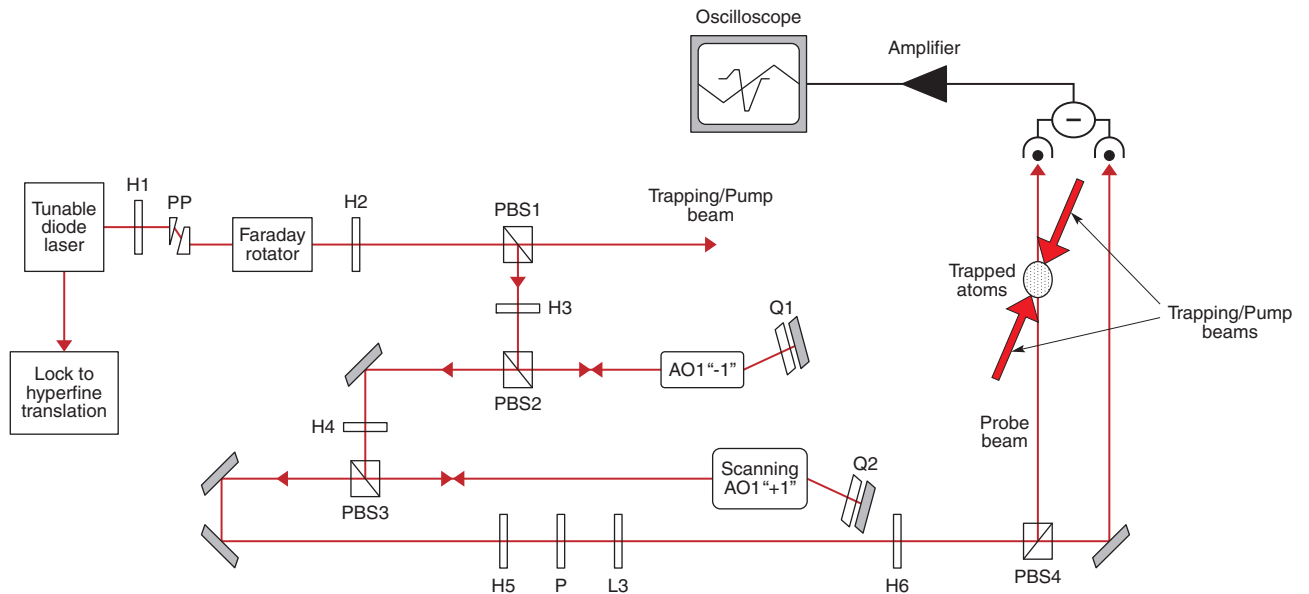 Oscilloscope
Amplifier
–
H1
PP
H2
Tunable
diode
laser
Faraday
rotator
PBS1
Trapping/Pump
beam
Trapped
atoms
H3
Q1
Trapping/Pump
beams
Lock to
hyperfine
translation
AO1“-1”
PBS2
H4
Probe
beam
Scanning
AO1“+1”
Q2
PBS3
H5
P
L3
H6
PBS4